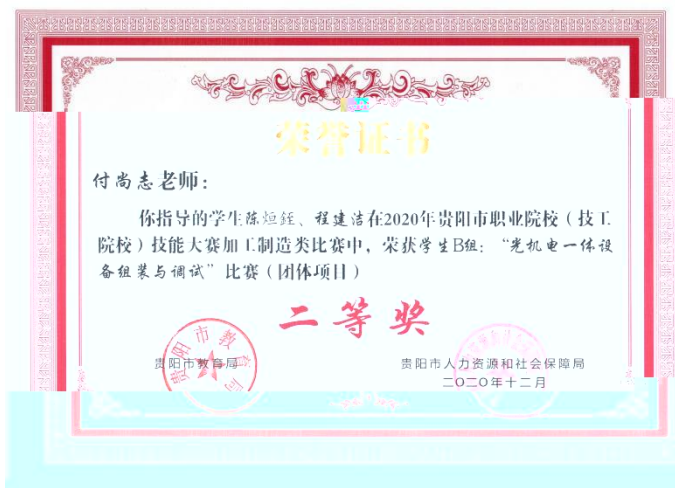 荣誉证书
付尚志老师：
你指导的学生陈烜铚、程建洁在2020年贵阳市职业院校（技工
院校）技能大赛加工制造类比赛中，荣获学生B组：“光机电一体设
备组装与调试”比赛（团体项目）
二等奖
贵阳市教育局
贵阳市人力资源和社会保障局
二〇二〇年十二月